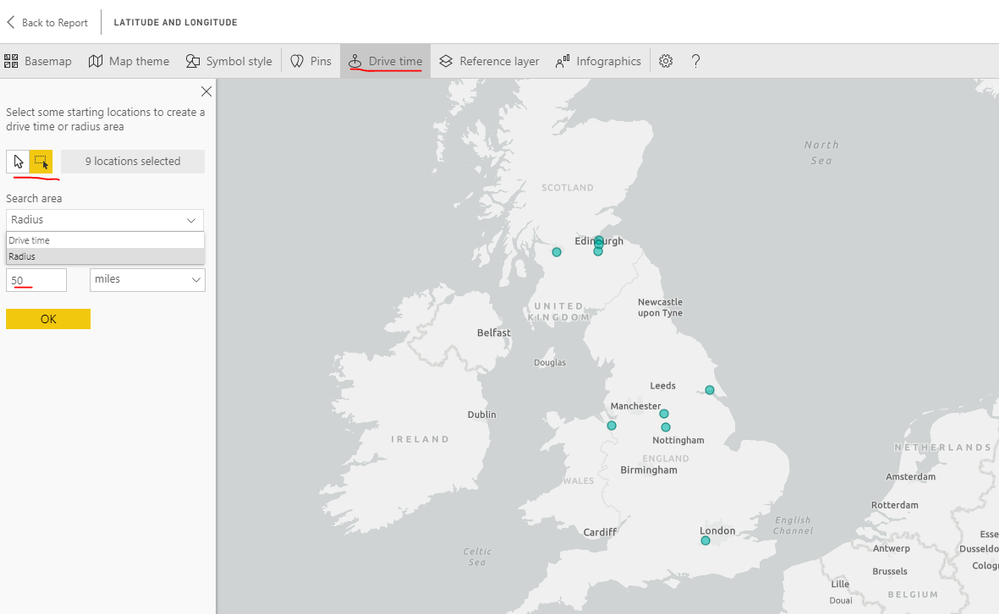 Back to Report
LATITUDE AND LONGITUDE
Basemap
Map theme
Symbol style
Pins
Drive time
Reference layer
Infographics
?
Select some starting locations to create a
drive time or radius area
9 locations selected
Search area
Radius
Drive time
Radius
50
miles
OK
North
Sea
SCOTLAND
Edinburgh
UNITED
KINGDOM
Newcastle
upon Tyne
Belfast
Douglas
Leeds
Manchester
Dublin
IRELAND
Nottingham
ENGLAND
Birmingham
WALES
NETHERLANDS
Amsterdam
Rotterdam
English
Channel
London
Cardiff
Celtic
Sea
Antwerp
Essen
Dusseldo
Brussels
Colog
Lille
Douai
BELGIUM